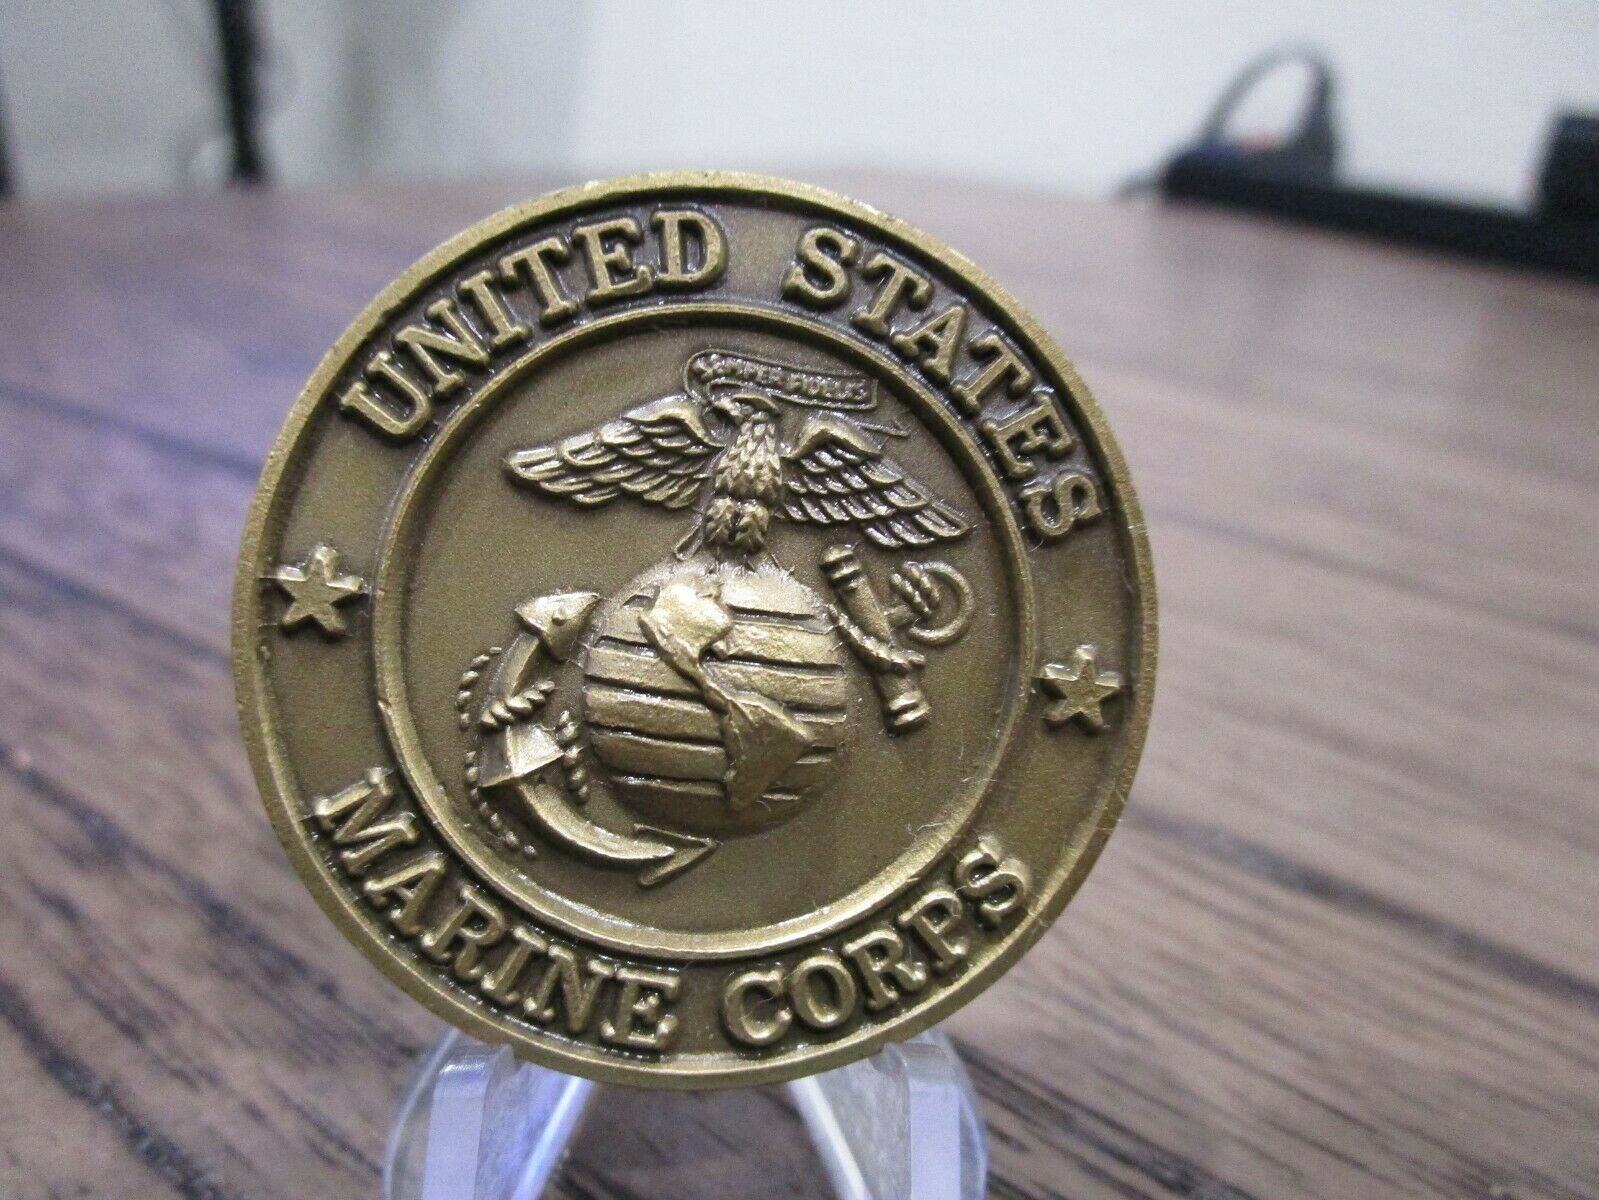 UNITED STATES
SEMPER FIDELIS
MARINE CORPS